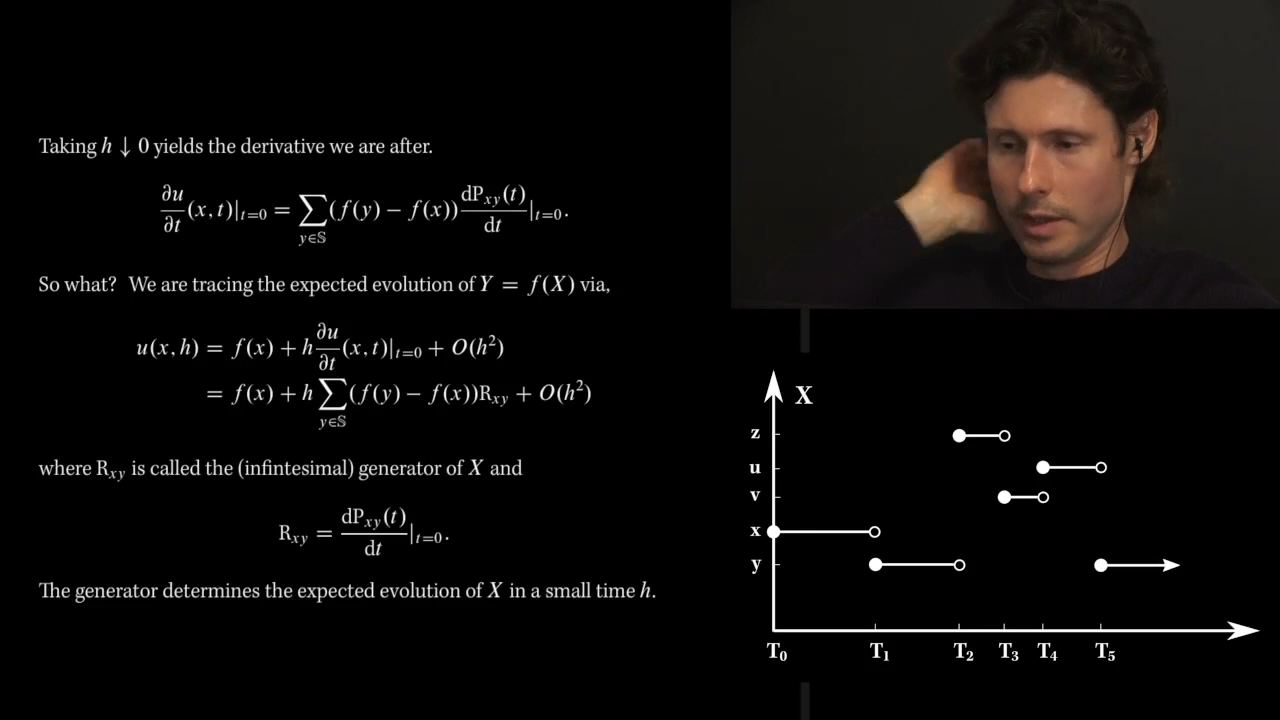 Taking h ↓ 0 yields the derivative we are after.
∂u/∂t (x, t)|ₜ₌₀ = ∑_{y∈𝕊} (f(y) − f(x)) dP_{xy}(t)/dt |ₜ₌₀.
So what? We are tracing the expected evolution of Y = f(X) via,
u(x, h) = f(x) + h ∂u/∂t (x, t)|ₜ₌₀ + O(h²)
= f(x) + h ∑_{y∈𝕊} (f(y) − f(x))R_{xy} + O(h²)
where R_{xy} is called the (infintesimal) generator of X and
R_{xy} = dP_{xy}(t)/dt |ₜ₌₀.
The generator determines the expected evolution of X in a small time h.
X
z
u
v
x
y
T₀ T₁ T₂ T₃ T₄ T₅